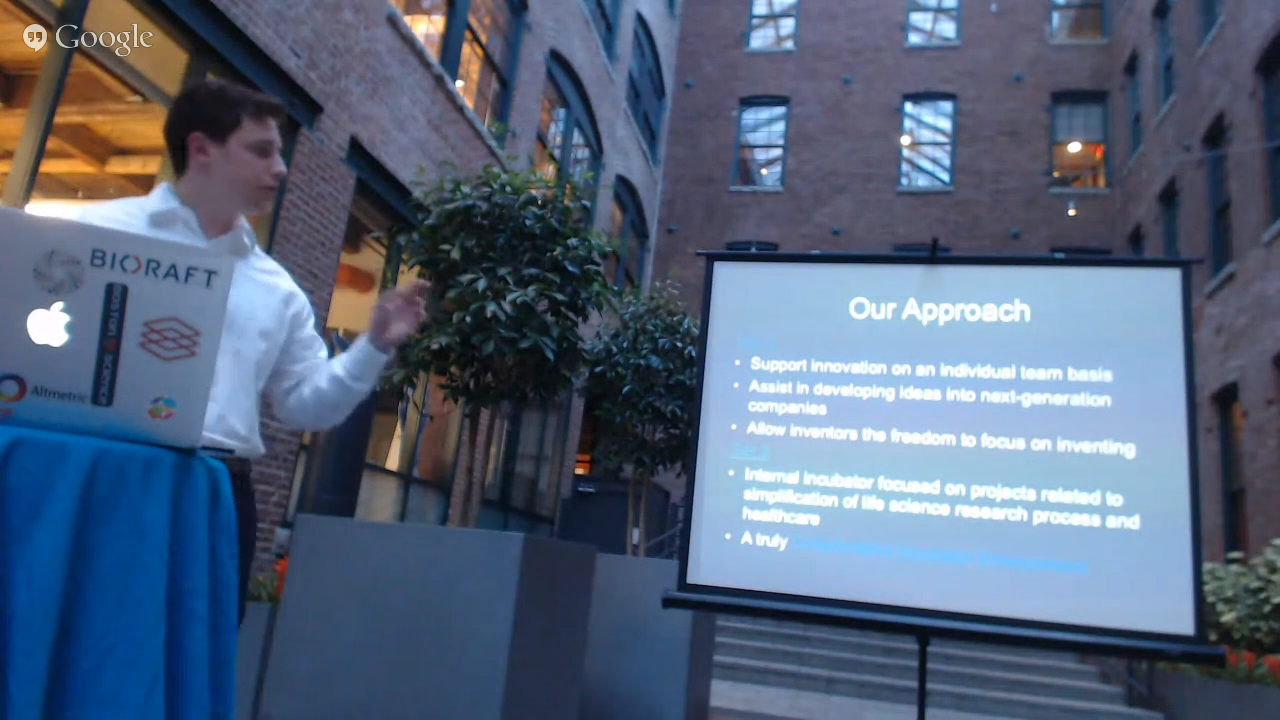 Google
BIORAFT
BOSTON
Altmetric
Our Approach
• Support innovation on an individual team basis
• Assist in developing ideas into next-generation
companies
• Allow inventors the freedom to focus on inventing
• Internal incubator focused on projects related to
simplification of life science research process and
healthcare
• A truly